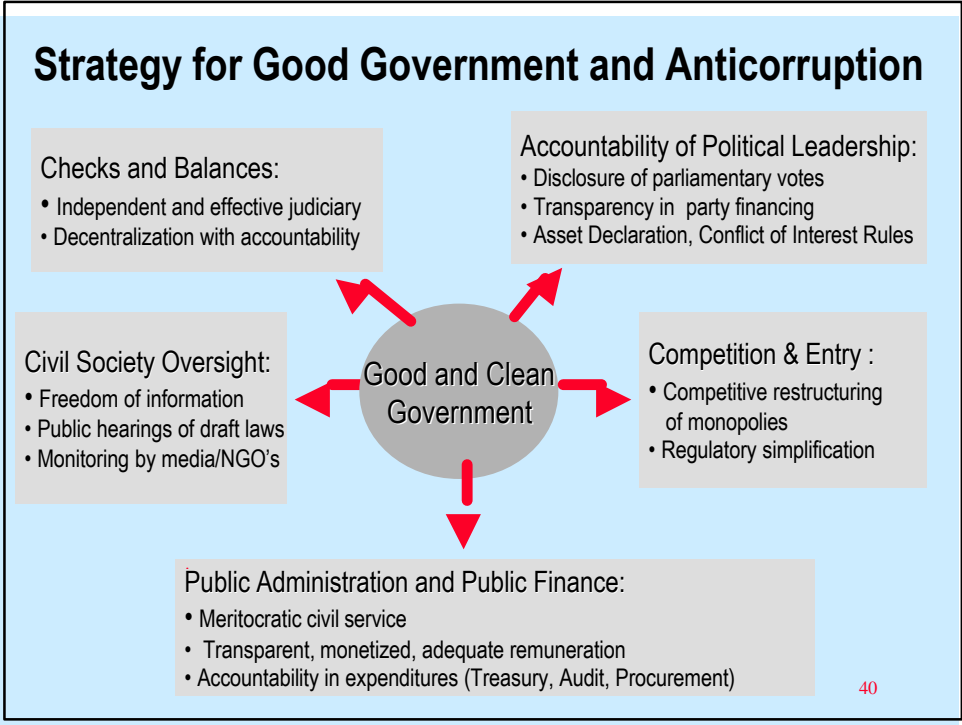 Strategy for Good Government and Anticorruption
Checks and Balances:
• Independent and effective judiciary
• Decentralization with accountability
Accountability of Political Leadership:
• Disclosure of parliamentary votes
• Transparency in party financing
• Asset Declaration, Conflict of Interest Rules
Civil Society Oversight:
• Freedom of information
• Public hearings of draft laws
• Monitoring by media/NGO's
Good and Clean
Government
Competition & Entry :
• Competitive restructuring
of monopolies
• Regulatory simplification
Public Administration and Public Finance:
• Meritocratic civil service
• Transparent, monetized, adequate remuneration
• Accountability in expenditures (Treasury, Audit, Procurement)
40